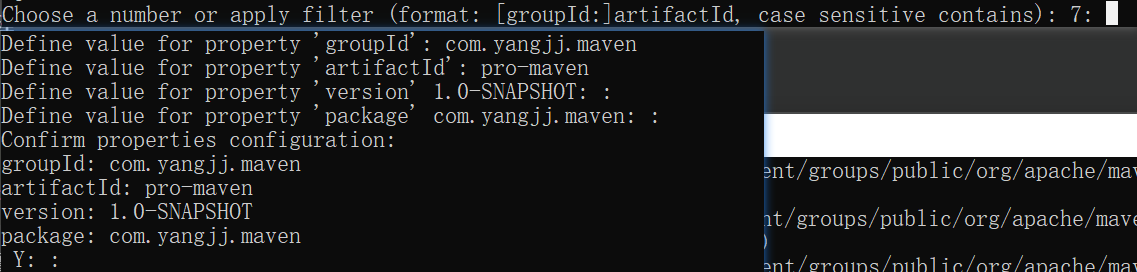 Choose a number or apply filter (format: [groupId:]artifactId, case sensitive contains): 7:
Define value for property 'groupId': com.yangjj.maven
Define value for property 'artifactId': pro-maven
Define value for property 'version' 1.0-SNAPSHOT: :
Define value for property 'package' com.yangjj.maven: :
Confirm properties configuration:
groupId: com.yangjj.maven
artifactId: pro-maven
version: 1.0-SNAPSHOT
package: com.yangjj.maven
Y: :
ent/groups/public/org/apache/mav
nt/groups/public/org/apache/mave
)
ent/groups/public/org/apache/mav